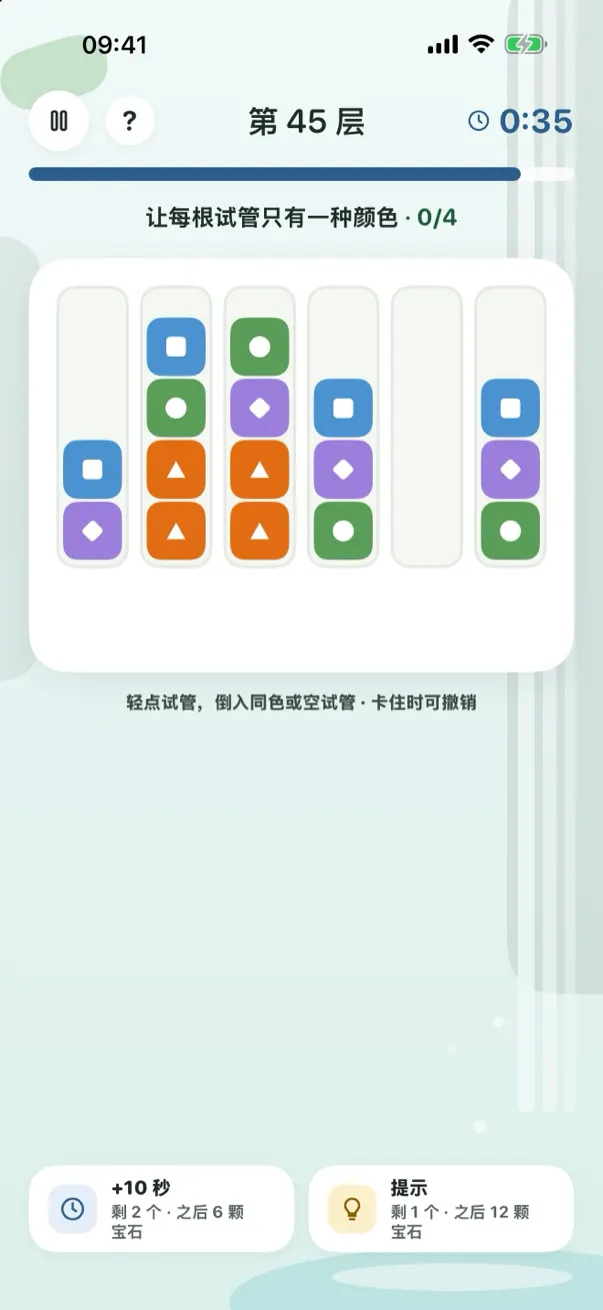 09:41
?
第 45 层
0:35
让每根试管只有一种颜色 · 0/4
轻点试管，倒入同色或空试管 · 卡住时可撤销
+10 秒
剩 2 个 · 之后 6 颗
宝石
提示
剩 1 个 · 之后 12 颗
宝石